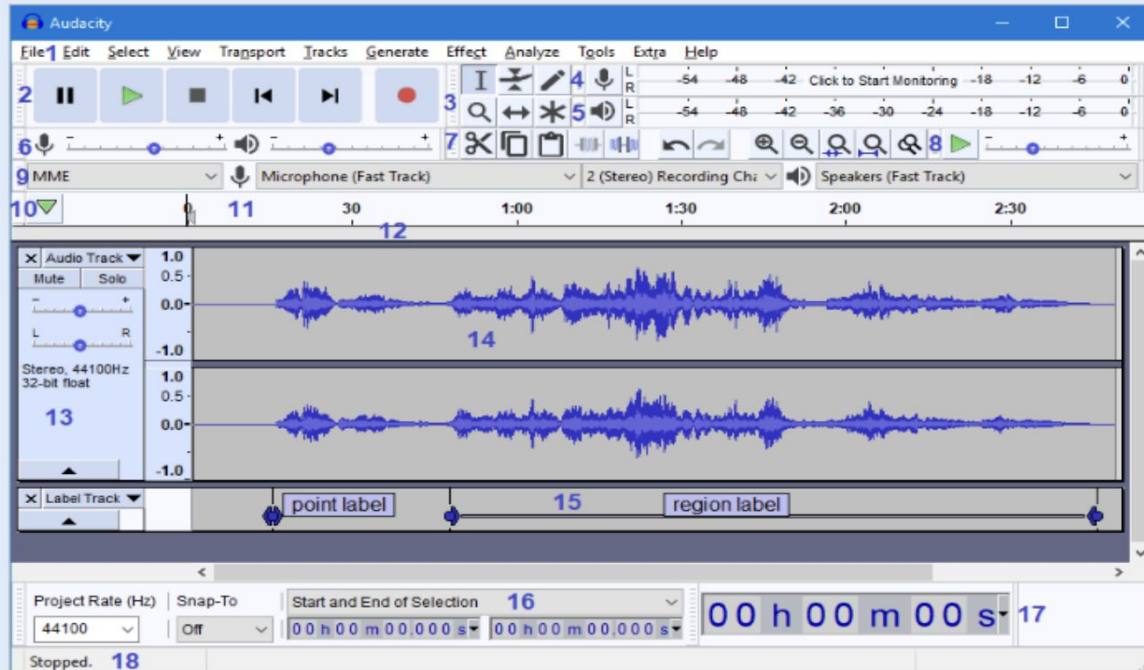 Audacity
File 1 Edit Select View Transport Tracks Generate Effect Analyze Tools Extra Help
2 3 4 L R -54 -48 -42 Click to Start Monitoring -18 -12 -6 0
5 L R -54 -48 -42 -36 -30 -24 -18 -12 -6 0
6 - + - + 7 8 - +
9 MME Microphone (Fast Track) 2 (Stereo) Recording Cha Speakers (Fast Track)
10 0 11 30 1:00 1:30 2:00 2:30
12
X Audio Track 1.0
Mute Solo 0.5
- + 0.0
L R
-1.0
14
Stereo, 44100Hz 1.0
32-bit float 0.5
13 0.0
-1.0
X Label Track point label 15 region label
Project Rate (Hz) Snap-To Start and End of Selection 16
44100 Off 00 h 00 m 00.000 s 00 h 00 m 00.000 s 00 h 00 m 00 s 17
Stopped. 18